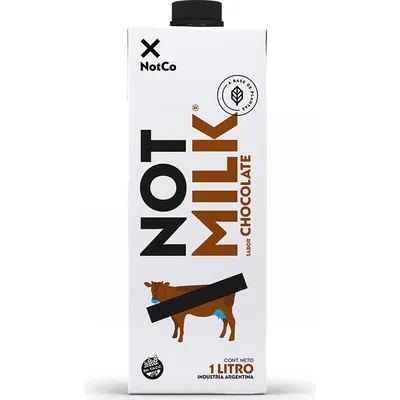 NotCo
A BASE DE PLANTAS
NOT
MILK®
SABOR CHOCOLATE
CONT. NETO
1 LITRO
INDUSTRIA ARGENTINA